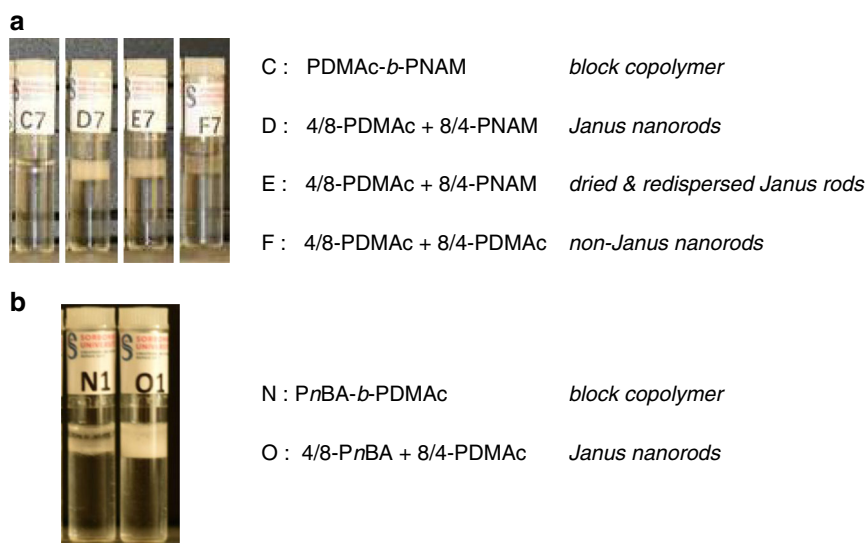 a
C7 D7 E7 F7
C : PDMAc-b-PNAM block copolymer
D : 4/8-PDMAc + 8/4-PNAM Janus nanorods
E : 4/8-PDMAc + 8/4-PNAM dried & redispersed Janus rods
F : 4/8-PDMAc + 8/4-PDMAc non-Janus nanorods
b
N1 O1
N : PnBA-b-PDMAc block copolymer
O : 4/8-PnBA + 8/4-PDMAc Janus nanorods